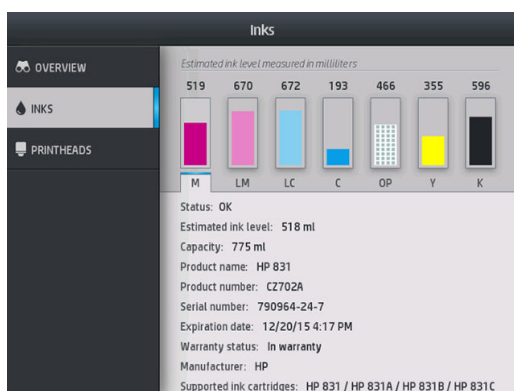 Inks
OVERVIEW
INKS
PRINTHEADS
Estimated ink level measured in milliliters
519 670 672 193 466 355 596
M LM LC C OP Y K
Status: OK
Estimated ink level: 518 ml
Capacity: 775 ml
Product name: HP 831
Product number: CZ702A
Serial number: 790964-24-7
Expiration date: 12/20/15 4:17 PM
Warranty status: In warranty
Manufacturer: HP
Supported ink cartridges: HP 831 / HP 831A / HP 831B / HP 831C